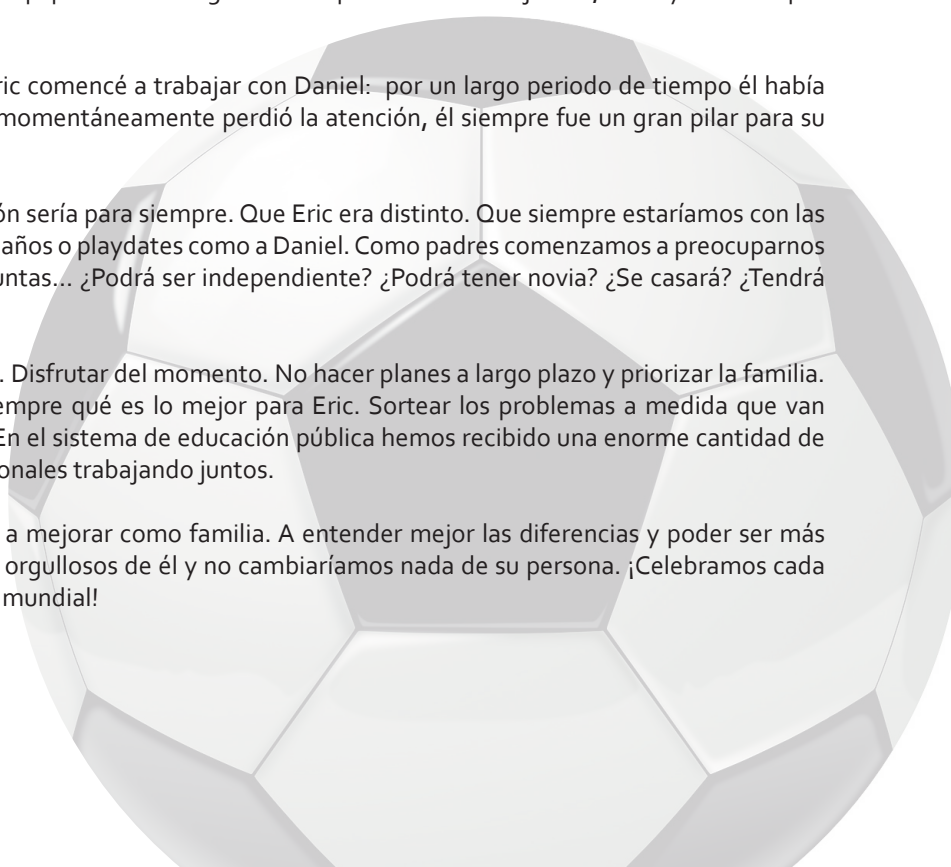 ric comencé a trabajar con Daniel: por un largo periodo de tiempo él había
momentáneamente perdió la atención, él siempre fue un gran pilar para su
ón sería para siempre. Que Eric era distinto. Que siempre estaríamos con las
años o playdates como a Daniel. Como padres comenzamos a preocuparnos
untas... ¿Podrá ser independiente? ¿Podrá tener novia? ¿Se casará? ¿Tendrá
. Disfrutar del momento. No hacer planes a largo plazo y priorizar la familia.
empre qué es lo mejor para Eric. Sortear los problemas a medida que van
En el sistema de educación pública hemos recibido una enorme cantidad de
onales trabajando juntos.
a mejorar como familia. A entender mejor las diferencias y poder ser más
orgullosos de él y no cambiaríamos nada de su persona. ¡Celebramos cada
mundial!